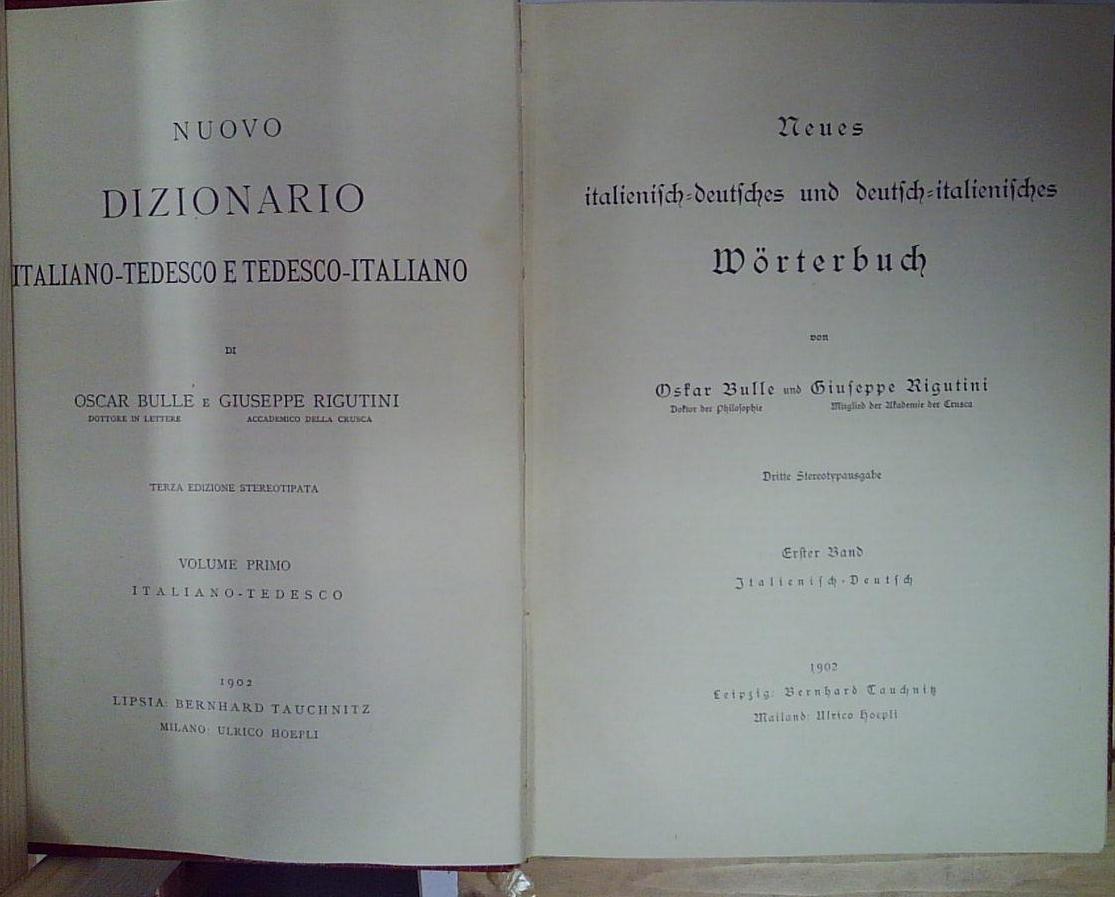 NUOVO
DIZIONARIO
ITALIANO-TEDESCO E TEDESCO-ITALIANO
DI
OSCAR BULLE E GIUSEPPE RIGUTINI
DOTTORE IN LETTERE ACCADEMICO DELLA CRUSCA
TERZA EDIZIONE STEREOTIPATA
VOLUME PRIMO
ITALIANO-TEDESCO
1902
LIPSIA: BERNHARD TAUCHNITZ
MILANO: ULRICO HOEPLI
Neues
italieniſch-deutſches und deutſch-italieniſches
Wörterbuch
von
Oskar Bulle und Giuſeppe Rigutini
Doktor der Philoſophie Mitglied der Akademie der Crusca
Dritte Stereotypausgabe
Erſter Band
Italieniſch-Deutſch
1902
Leipzig: Bernhard Tauchnitz
Mailand: Ulrico Hoepli